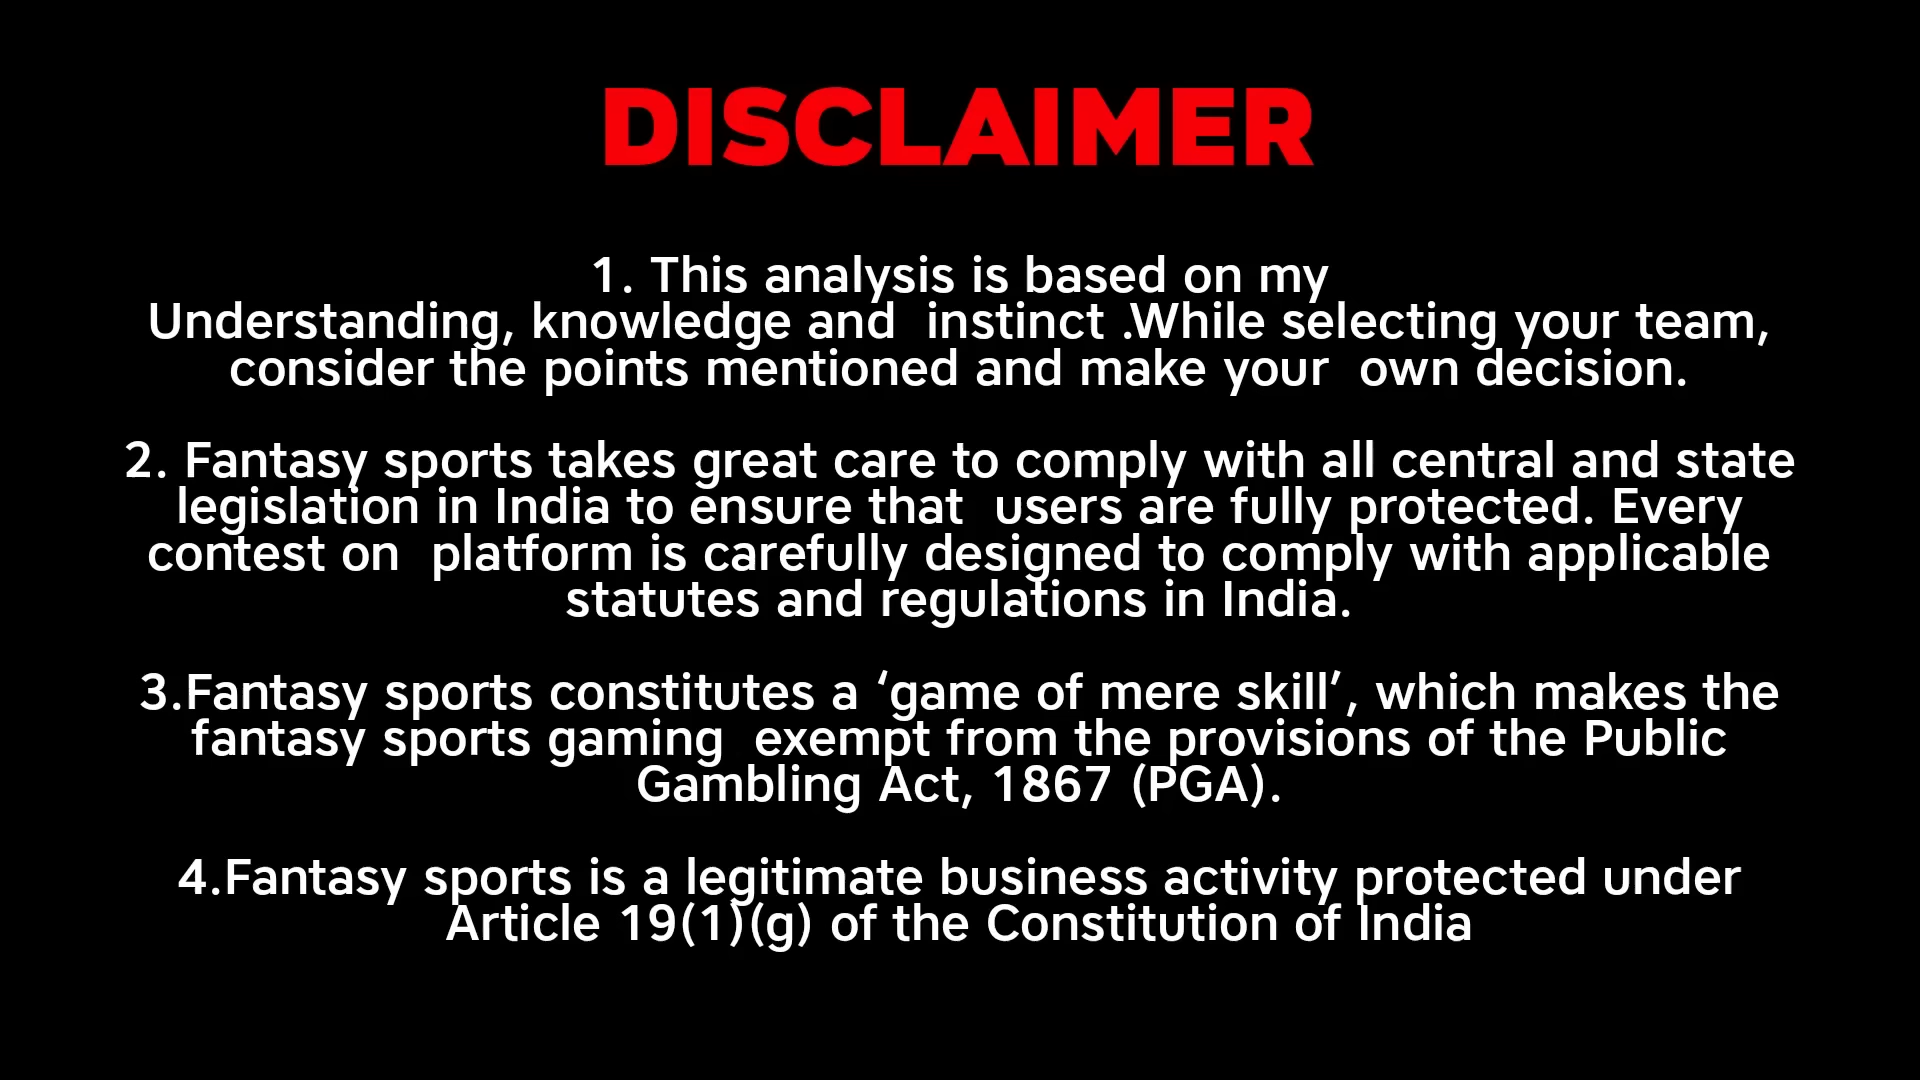 DISCLAIMER
1. This analysis is based on my
Understanding, knowledge and  instinct .While selecting your team,
consider the points mentioned and make your  own decision.
2. Fantasy sports takes great care to comply with all central and state
legislation in India to ensure that  users are fully protected. Every
contest on  platform is carefully designed to comply with applicable
statutes and regulations in India.
3.Fantasy sports constitutes a ‘game of mere skill’, which makes the
fantasy sports gaming  exempt from the provisions of the Public
Gambling Act, 1867 (PGA).
4.Fantasy sports is a legitimate business activity protected under
Article 19(1)(g) of the Constitution of India